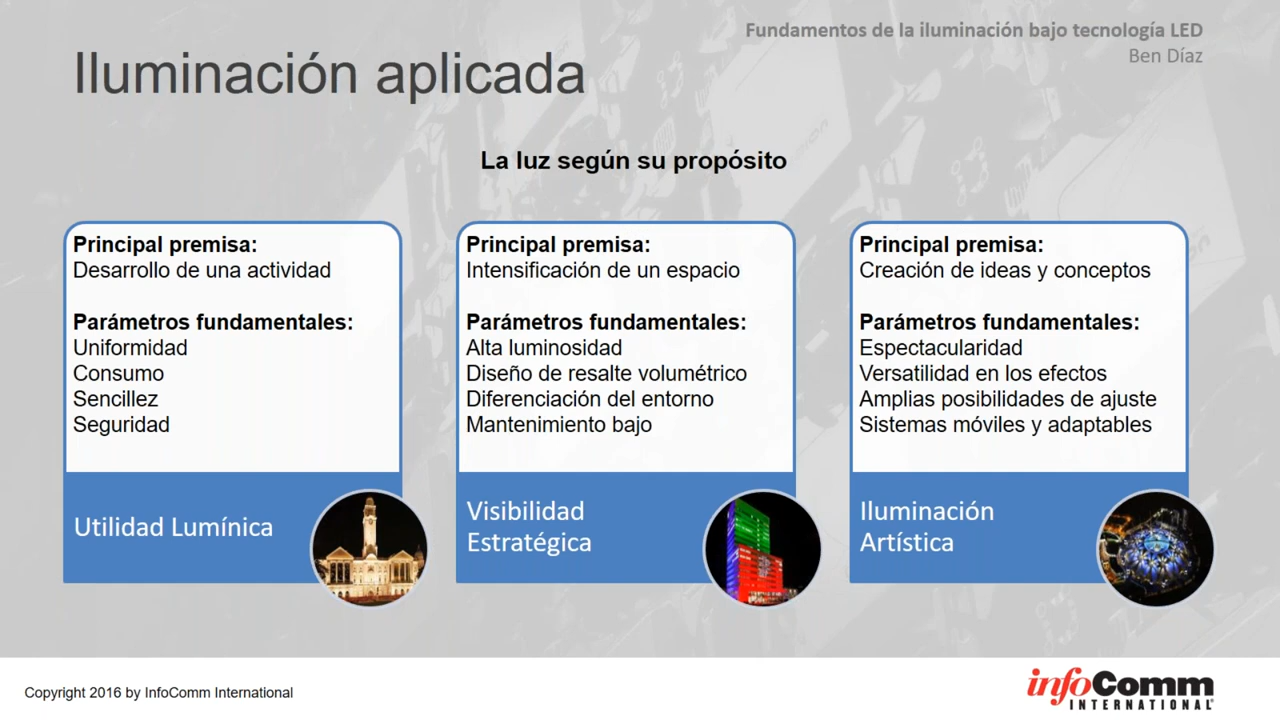 Fundamentos de la iluminación bajo tecnología LED
Ben Díaz
Iluminación aplicada
La luz según su propósito
Principal premisa:
Desarrollo de una actividad
Parámetros fundamentales:
Uniformidad
Consumo
Sencillez
Seguridad
Utilidad Lumínica
Principal premisa:
Intensificación de un espacio
Parámetros fundamentales:
Alta luminosidad
Diseño de resalte volumétrico
Diferenciación del entorno
Mantenimiento bajo
Visibilidad
Estratégica
Principal premisa:
Creación de ideas y conceptos
Parámetros fundamentales:
Espectacularidad
Versatilidad en los efectos
Amplias posibilidades de ajuste
Sistemas móviles y adaptables
Iluminación
Artística
Copyright 2016 by InfoComm International
infoComm
INTERNATIONAL®